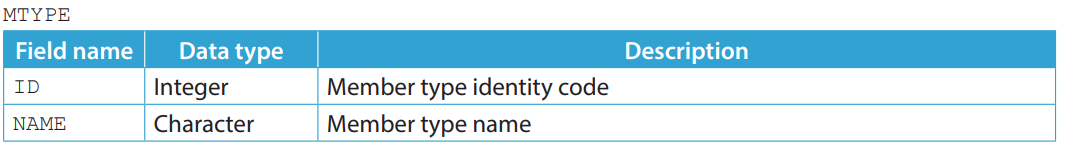 MTYPE
Field name Data type Description
ID Integer Member type identity code
NAME Character Member type name